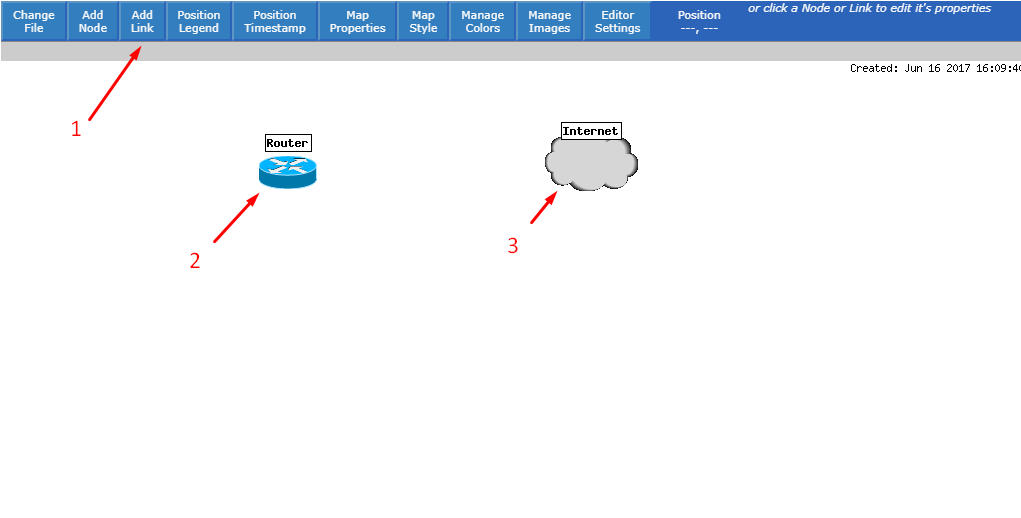 Change Add Add Position Position Map Map Manage Manage Editor Position or click a Node or Link to edit it's properties
File Node Link Legend Timestamp Properties Style Colors Images Settings ---, ---
Created: Jun 16 2017 16:09:4
1
Router Internet
2 3